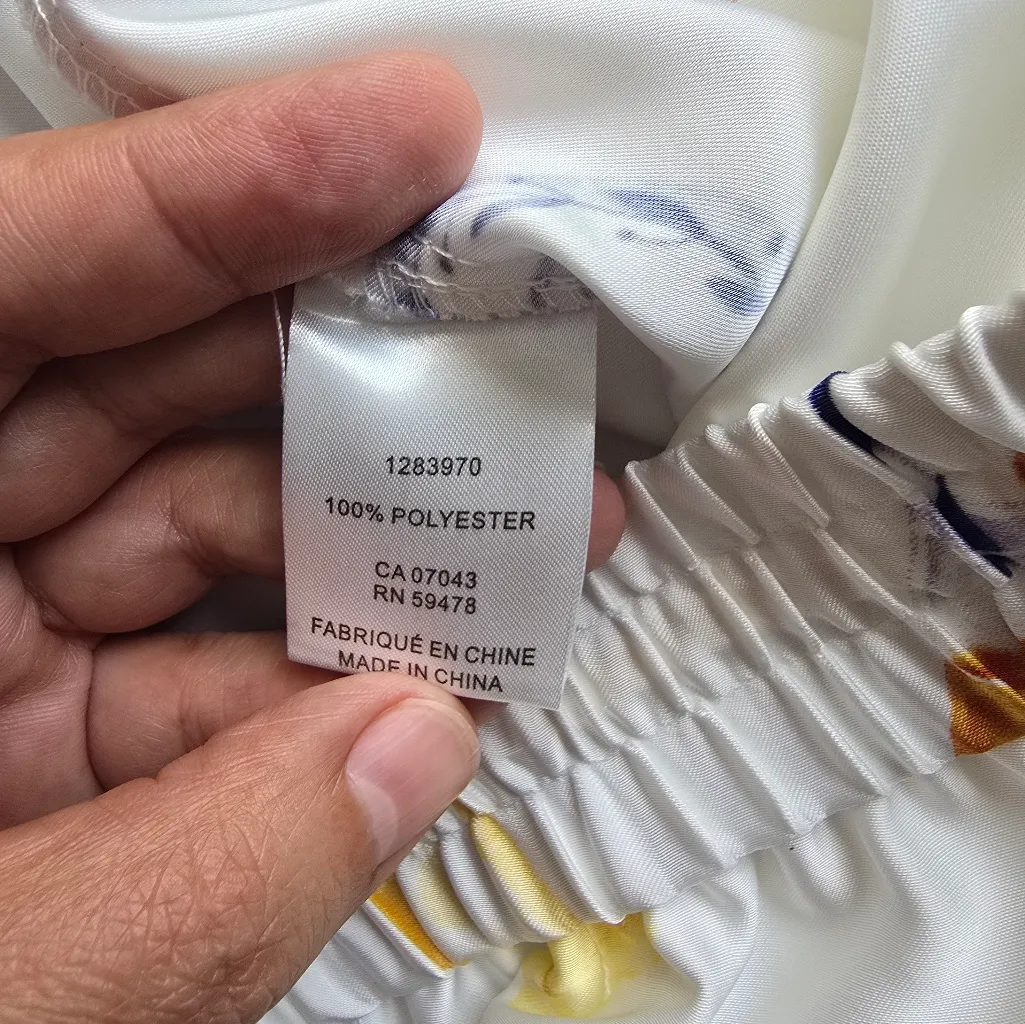 1283970
100% POLYESTER
CA 07043
RN 59478
FABRIQUÉ EN CHINE
MADE IN CHINA